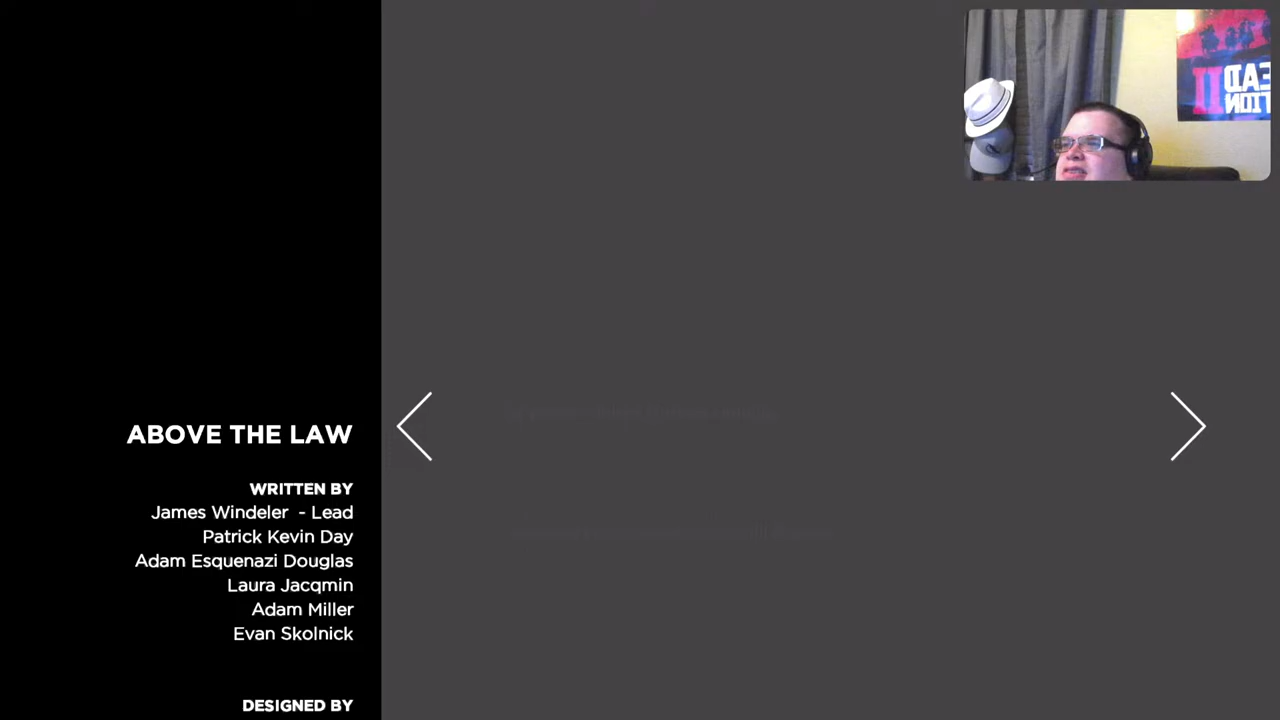 ABOVE THE LAW
WRITTEN BY
James Windeler - Lead
Patrick Kevin Day
Adam Esquenazi Douglas
Laura Jacqmin
Adam Miller
Evan Skolnick
DESIGNED BY